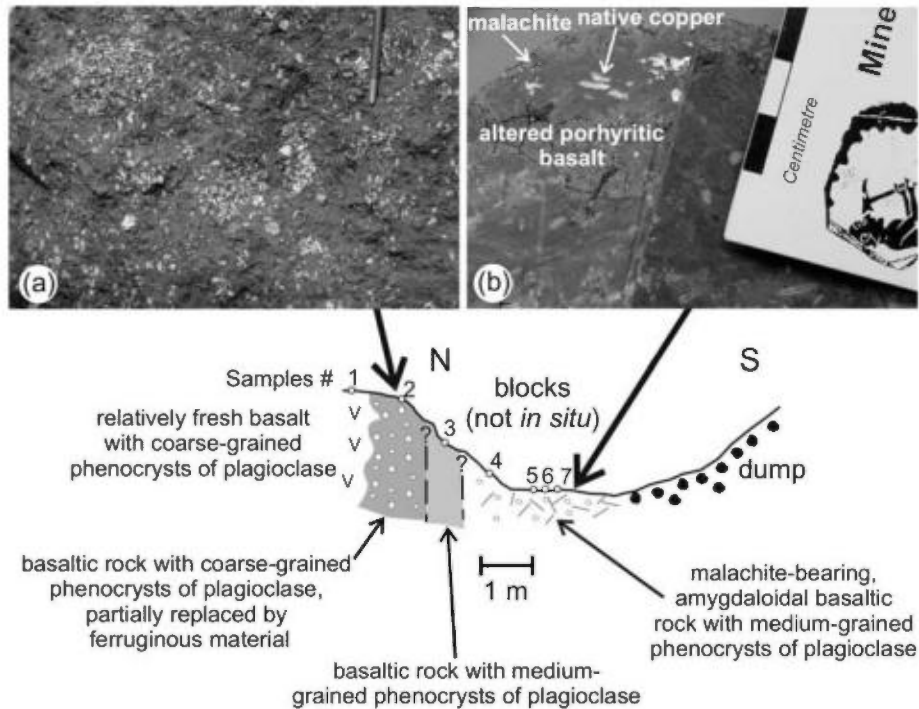 malachite
native copper
altered porhyritic
basalt
Centimetre
Mine
(a)
(b)
N
S
Samples #
1
2
3
4
5 6 7
relatively fresh basalt
with coarse-grained
phenocrysts of plagioclase
V
V
V
?
?
blocks
(not in situ)
dump
1 m
basaltic rock with coarse-grained
phenocrysts of plagioclase,
partially replaced by
ferruginous material
basaltic rock with medium-
grained phenocrysts of plagioclase
malachite-bearing,
amygdaloidal basaltic
rock with medium-grained
phenocrysts of plagioclase